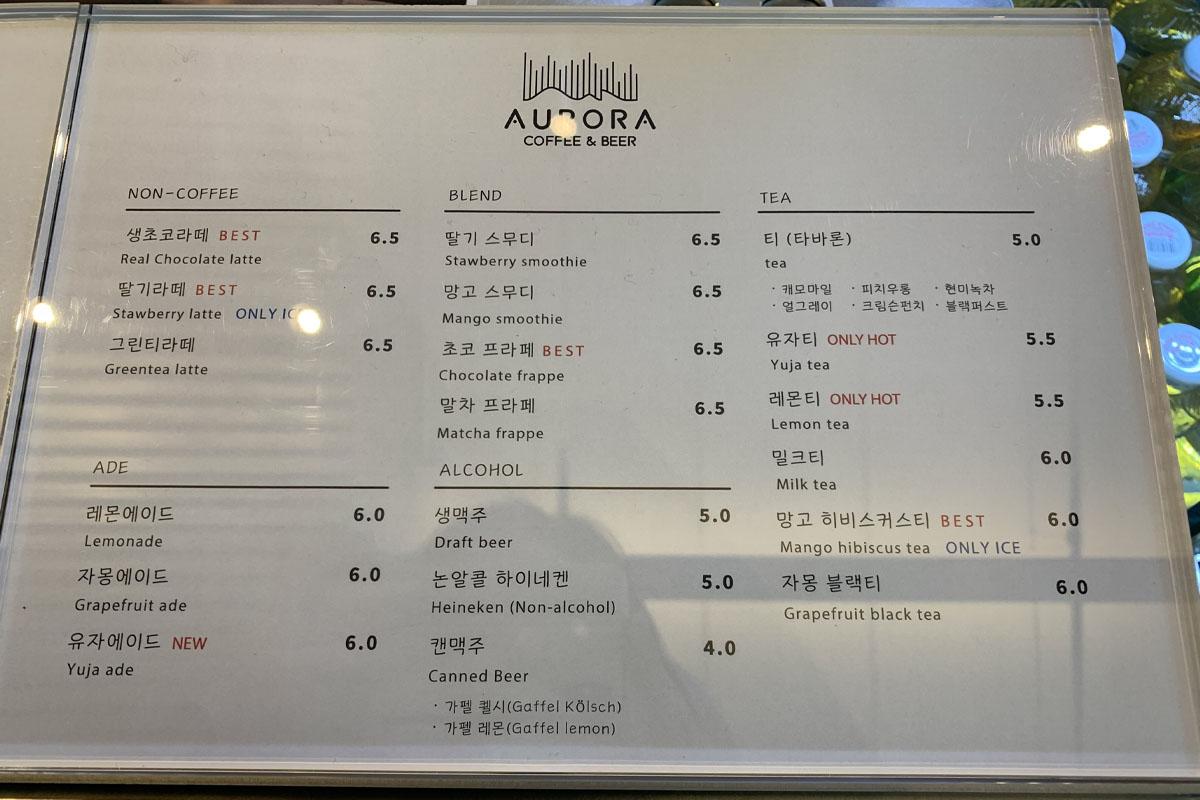 AURORA
COFFEE & BEER
NON-COFFEE
생초코라떼 BEST 6.5
Real Chocolate latte
딸기라떼 BEST 6.5
Stawberry latte ONLY
그린티라떼 6.5
Greentea latte
ADE
레몬에이드 6.0
Lemonade
자몽에이드 6.0
Grapefruit ade
유자에이드 NEW 6.0
Yuja ade
BLEND
딸기 스무디 6.5
Stawberry smoothie
망고 스무디 6.5
Mango smoothie
초코 프라페 BEST 6.5
Chocolate frappe
말차 프라페 6.5
Matcha frappe
ALCOHOL
생맥주 5.0
Draft beer
논알콜 하이네켄 5.0
Heineken (Non-alcohol)
캔맥주 4.0
Canned Beer
· 가펠 퀠시(Gaffel Kölsch)
· 가펠 레몬(Gaffel lemon)
TEA
티 (타바론) 5.0
tea
· 캐모마일 · 피치우롱 · 현미녹차
· 얼그레이 · 크림슨펀치 · 블랙퍼스트
유자티 ONLY HOT 5.5
Yuja tea
레몬티 ONLY HOT 5.5
Lemon tea
밀크티 6.0
Milk tea
망고 히비스커스티 BEST 6.0
Mango hibiscus tea ONLY ICE
자몽 블랙티 6.0
Grapefruit black tea